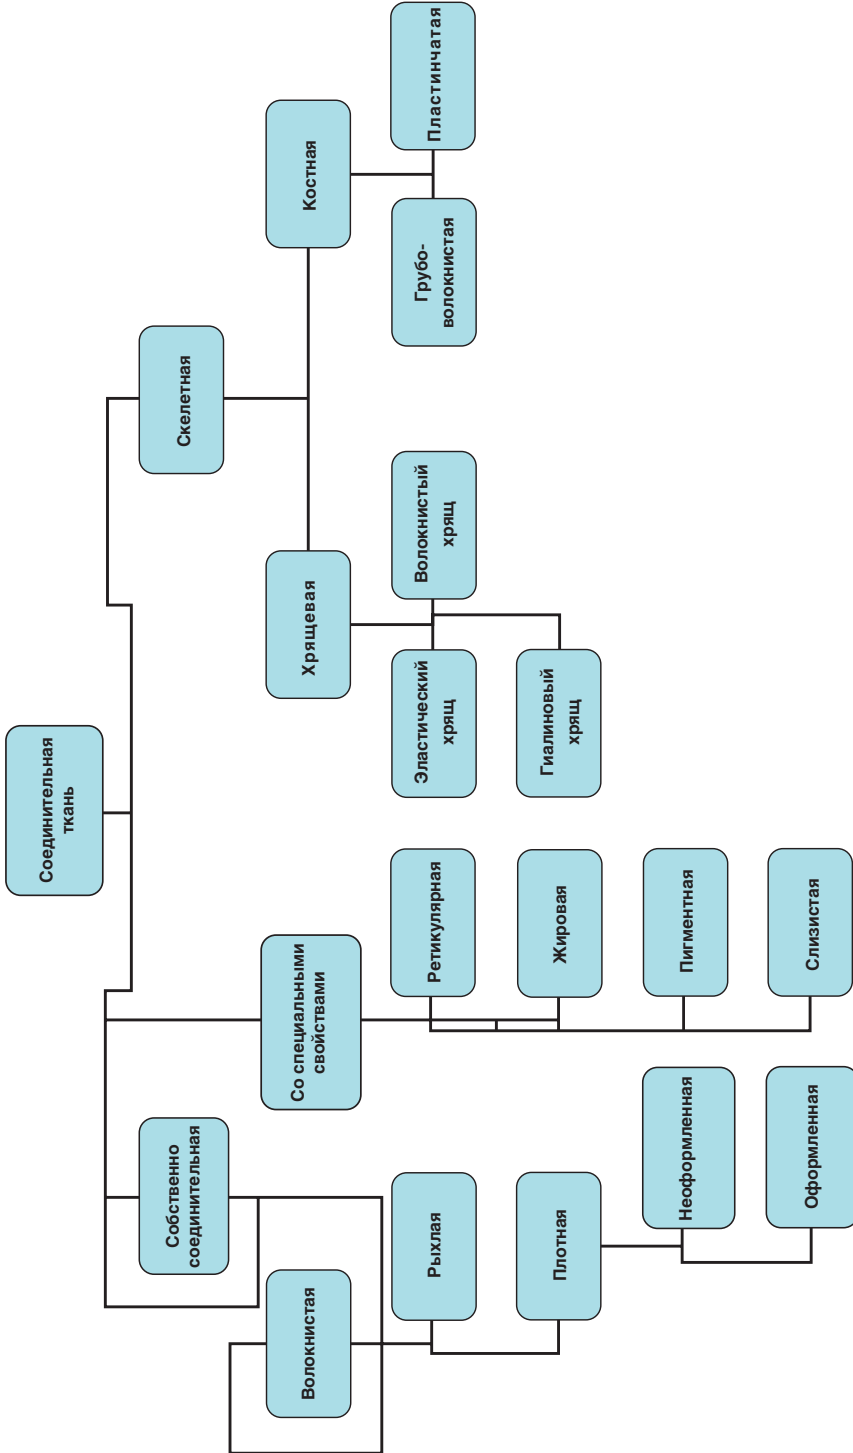 Соединительная
ткань
Собственно
соединительная
Со специальными
свойствами
Скелетная
Волокнистая
Хрящевая
Костная
Рыхлая
Ретикулярная
Эластический
хрящ
Волокнистый
хрящ
Грубо-
волокнистая
Пластинчатая
Плотная
Жировая
Гиалиновый
хрящ
Неоформленная
Пигментная
Оформленная
Слизистая